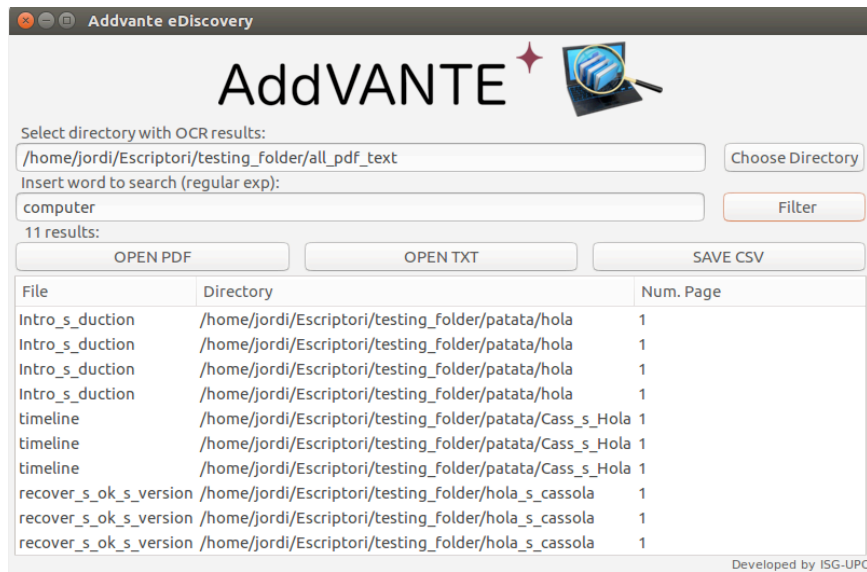 Addvante eDiscovery
AddVANTE
Select directory with OCR results:
/home/jordi/Escriptori/testing_folder/all_pdf_text Choose Directory
Insert word to search (regular exp):
computer Filter
11 results:
OPEN PDF OPEN TXT SAVE CSV
File Directory Num. Page
Intro_s_duction /home/jordi/Escriptori/testing_folder/patata/hola 1
Intro_s_duction /home/jordi/Escriptori/testing_folder/patata/hola 1
Intro_s_duction /home/jordi/Escriptori/testing_folder/patata/hola 1
Intro_s_duction /home/jordi/Escriptori/testing_folder/patata/hola 1
timeline /home/jordi/Escriptori/testing_folder/patata/Cass_s_Hola 1
timeline /home/jordi/Escriptori/testing_folder/patata/Cass_s_Hola 1
timeline /home/jordi/Escriptori/testing_folder/patata/Cass_s_Hola 1
recover_s_ok_s_version /home/jordi/Escriptori/testing_folder/hola_s_cassola 1
recover_s_ok_s_version /home/jordi/Escriptori/testing_folder/hola_s_cassola 1
recover_s_ok_s_version /home/jordi/Escriptori/testing_folder/hola_s_cassola 1
Developed by ISG-UPC